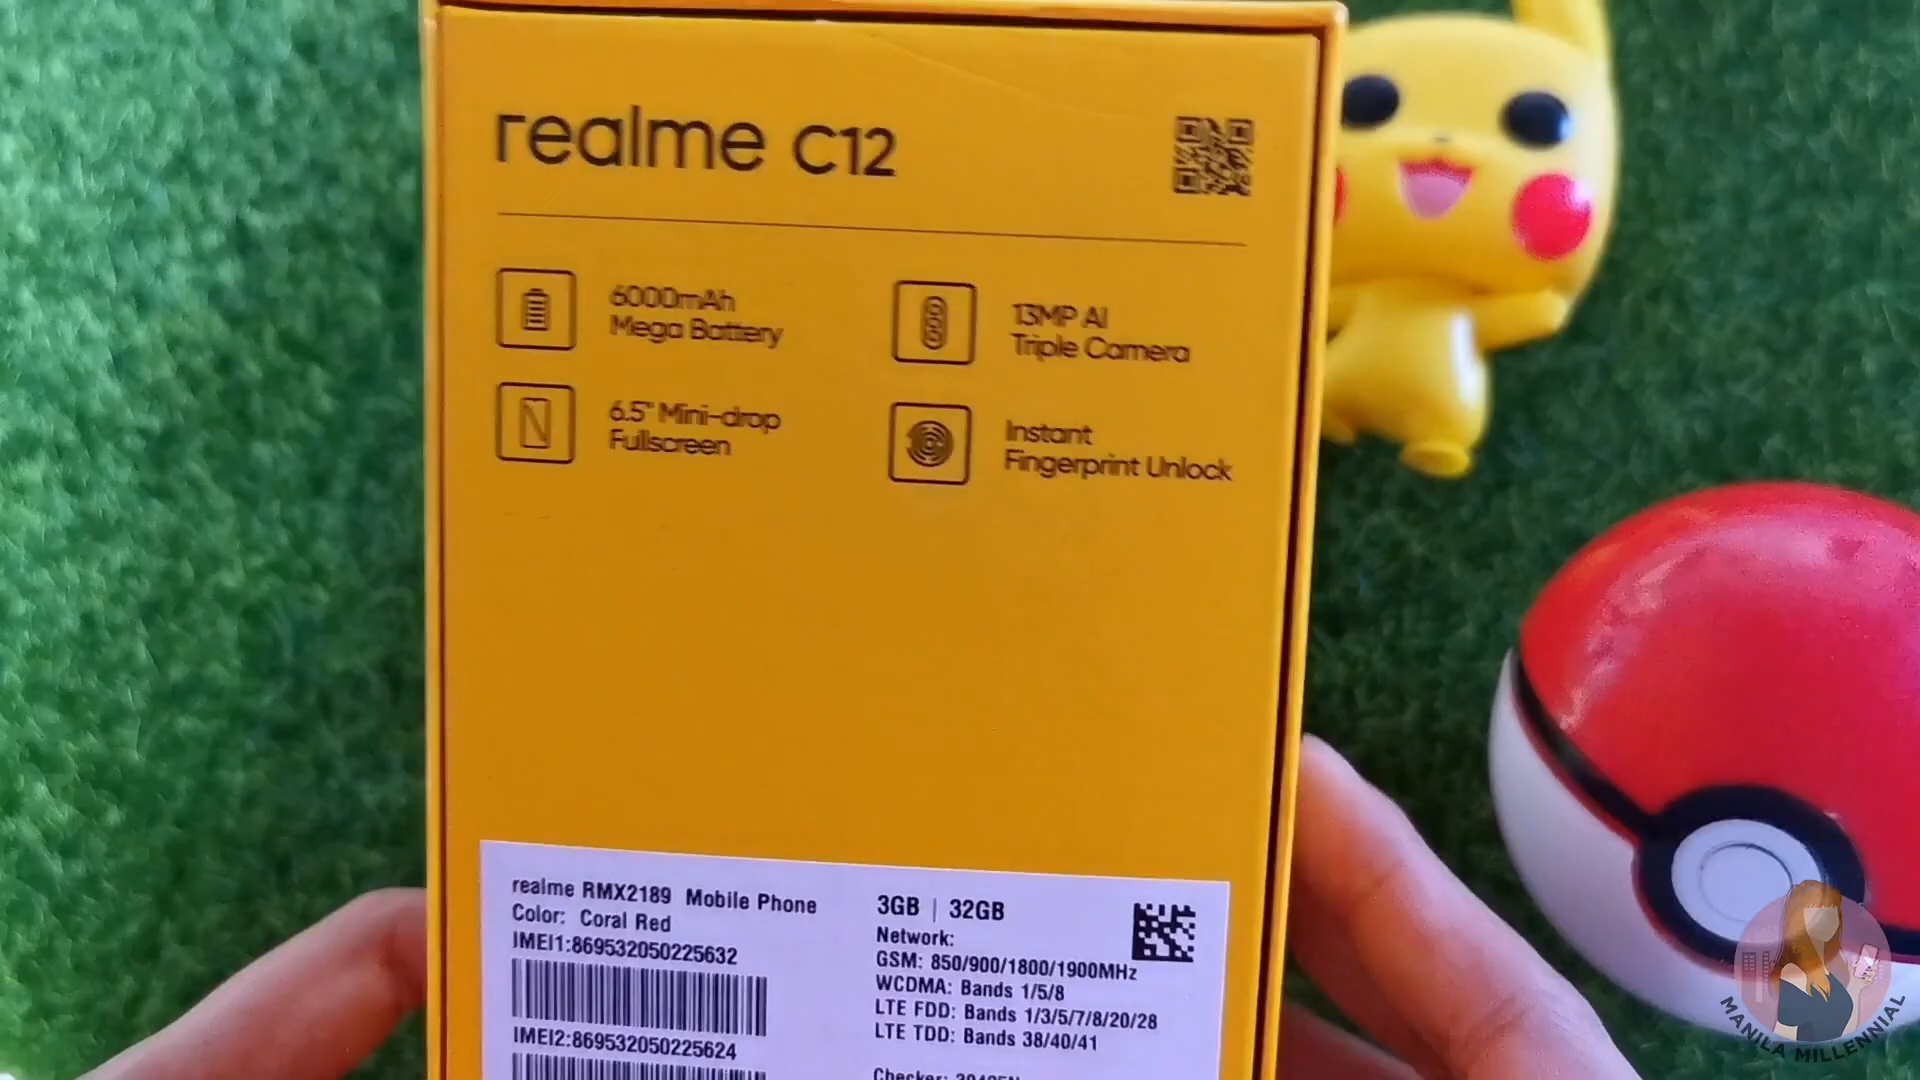 realme C12
6000mAh
Mega Battery
13MP AI
Triple Camera
6.5" Mini-drop
Fullscreen
Instant
Fingerprint Unlock
realme RMX2189 Mobile Phone
Color: Coral Red
IMEI1:869532050225632
IMEI2:869532050225624
3GB | 32GB
Network:
GSM: 850/900/1800/1900MHz
WCDMA: Bands 1/5/8
LTE FDD: Bands 1/3/5/7/8/20/28
LTE TDD: Bands 38/40/41
Checker:
MANILA MILLENNIAL